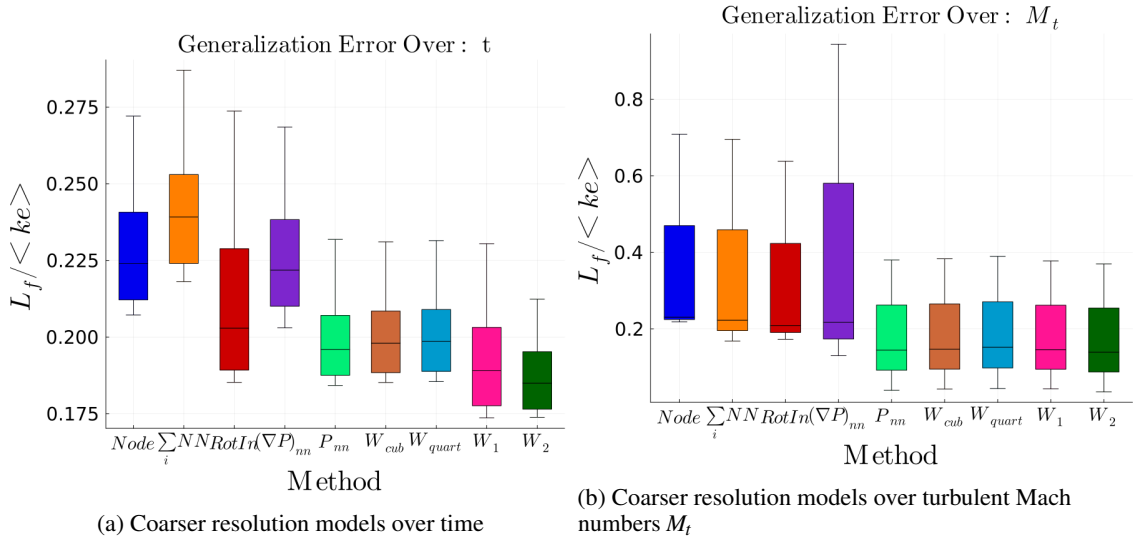 Generalization Error Over: t
L_f/<ke>
0.275
0.250
0.225
0.200
0.175
Node ∑_i NN RotIn (∇P)_nn P_nn W_cub W_quart W_1 W_2
Method
(a) Coarser resolution models over time
Generalization Error Over: M_t
L_f/<ke>
0.8
0.6
0.4
0.2
Node ∑_i NN RotIn (∇P)_nn P_nn W_cub W_quart W_1 W_2
Method
(b) Coarser resolution models over turbulent Mach
numbers M_t